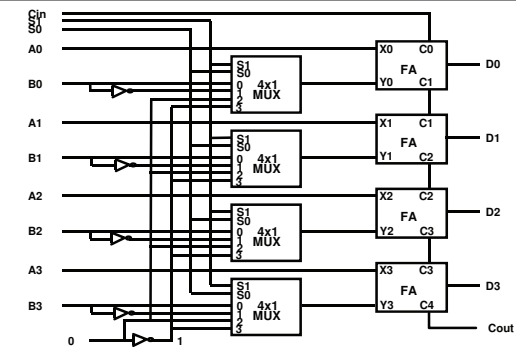 Cin
S1
S0
A0 X0 C0
S1 FA D0
S0
B0 0 4x1 Y0 C1
1 MUX
2
3
A1 X1 C1
S1 FA D1
S0
B1 0 4x1 Y1 C2
1 MUX
2
3
A2 X2 C2
S1 FA D2
S0
B2 0 4x1 Y2 C3
1 MUX
2
3
A3 X3 C3
S1 FA D3
S0
B3 0 4x1 Y3 C4
1 MUX
2
3
Cout
0 1